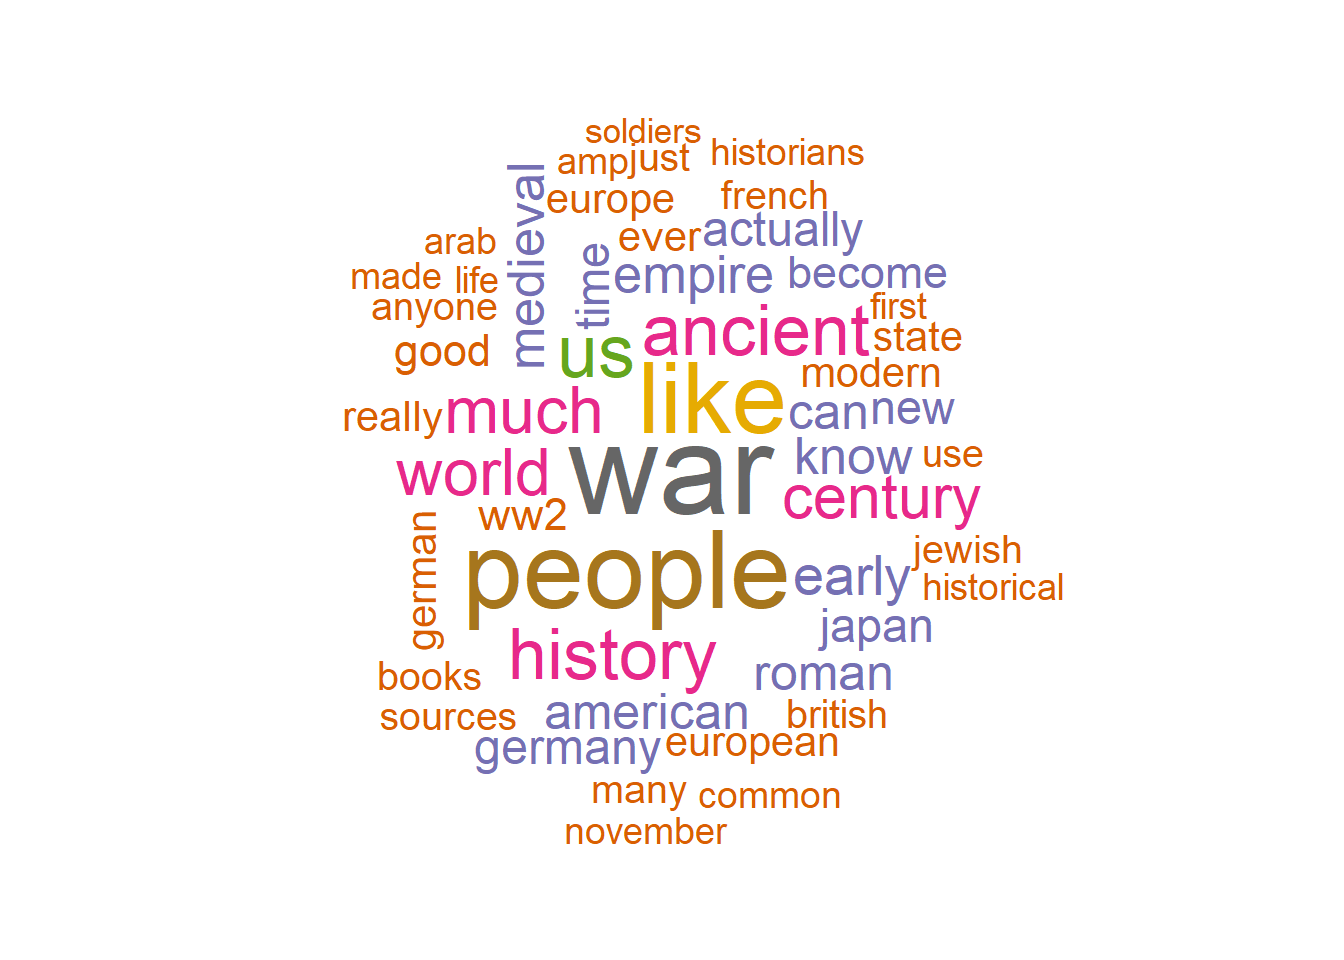 soldiers
amp just historians
europe french
medieval
arab ever actually
made life time empire become
anyone first
good us ancient state
modern
really much like can new
world war know use
ww2 century
german people early jewish
historical
japan
history
books roman
sources american british
germany european
many common
november